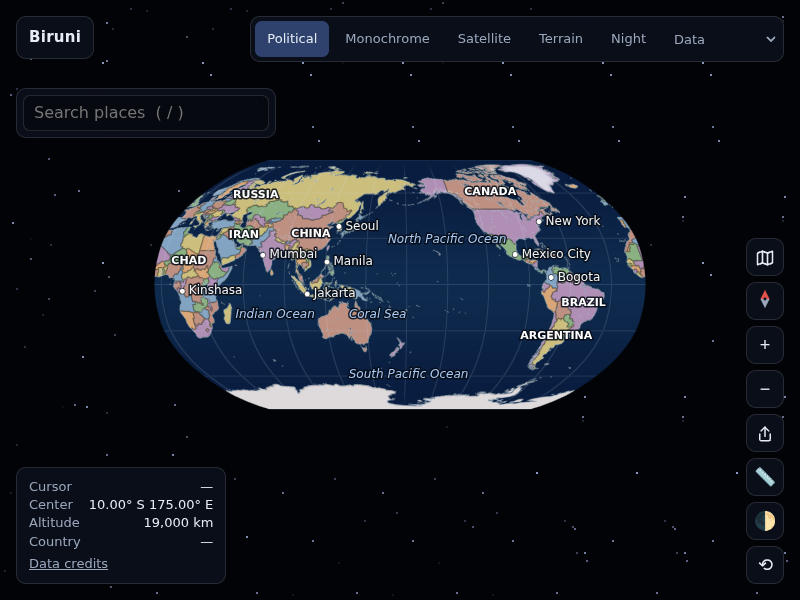 Biruni
Political Monochrome Satellite Terrain Night Data
Search places ( / )
RUSSIA
CANADA
New York
Seoul
CHINA
IRAN
North Pacific Ocean
Mumbai
Mexico City
CHAD
Manila
Bogota
Kinshasa
Jakarta
BRAZIL
Indian Ocean
Coral Sea
ARGENTINA
South Pacific Ocean
+
−
Cursor —
Center 10.00° S 175.00° E
Altitude 19,000 km
Country —
Data credits